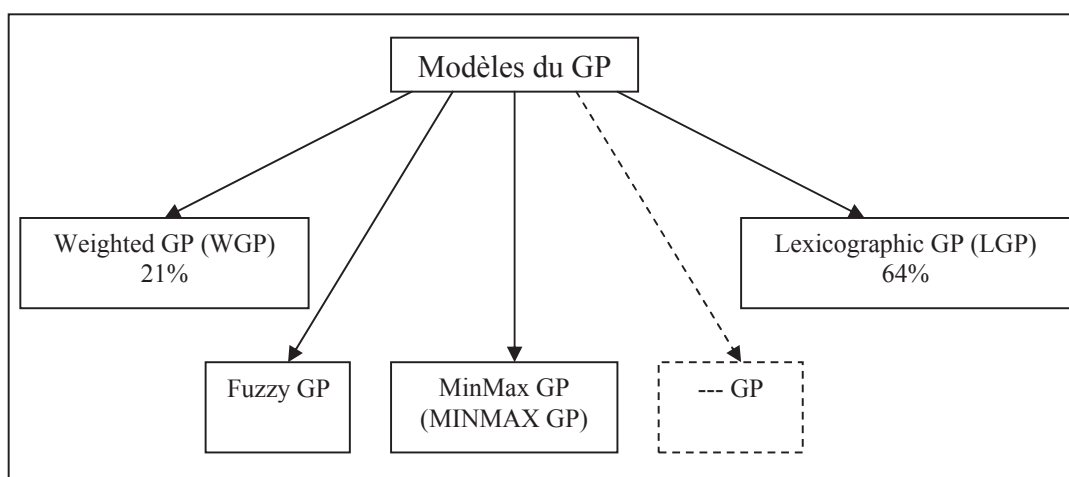 Modèles du GP
Weighted GP (WGP)
21%
Lexicographic GP (LGP)
64%
Fuzzy GP
MinMax GP
(MINMAX GP)
--- GP